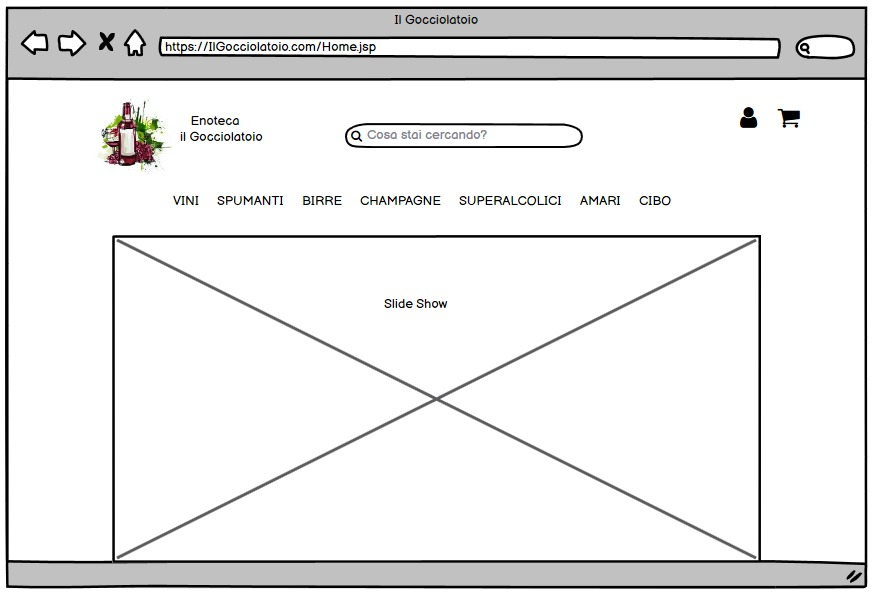 Il Gocciolatoio
https://IlGocciolatoio.com/Home.jsp
Enoteca
il Gocciolatoio
Cosa stai cercando?
VINI SPUMANTI BIRRE CHAMPAGNE SUPERALCOLICI AMARI CIBO
Slide Show